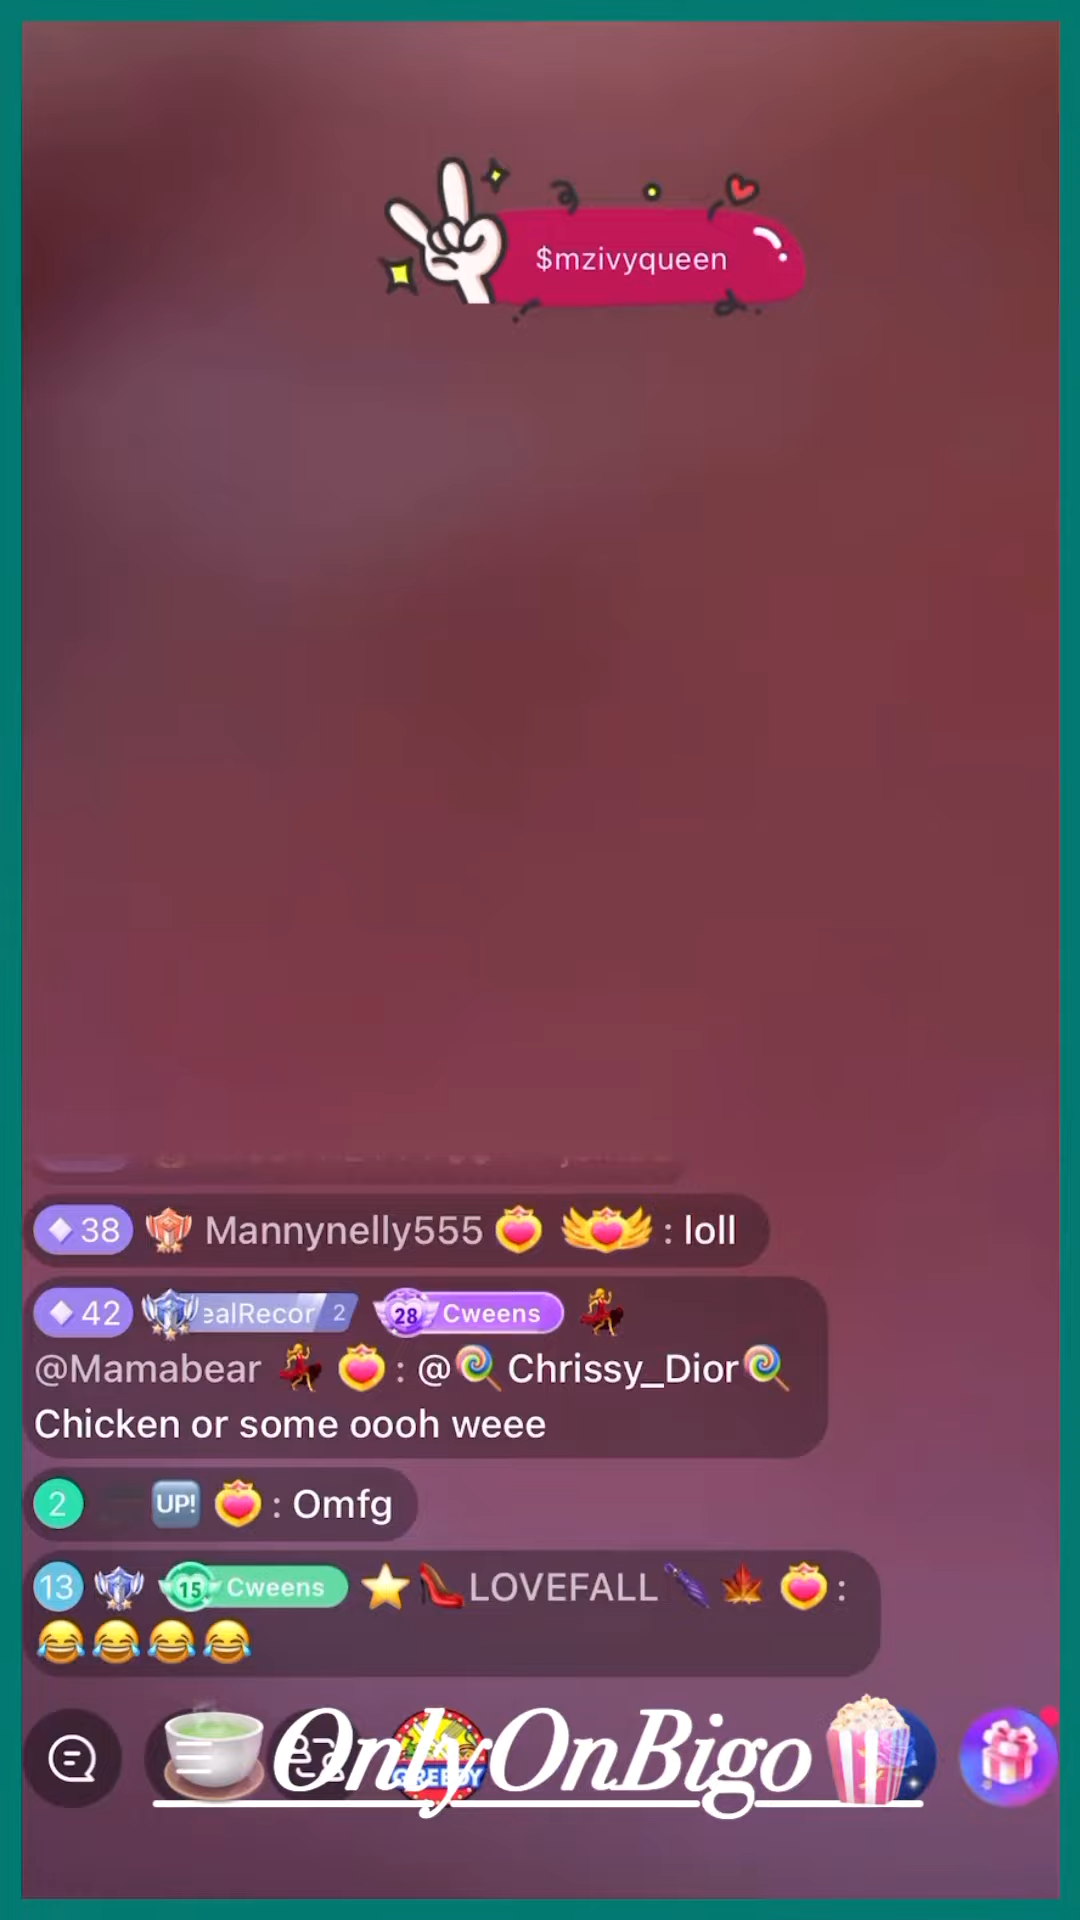 $mzivyqueen
38 Mannynelly555 : loll
42 ealRecor 2 28 Cweens
@Mamabear : @ Chrissy_Dior
Chicken or some oooh weee
2 UP! : Omfg
13 15 Cweens LOVEFALL :
OnlyOnBigo
GREEDY